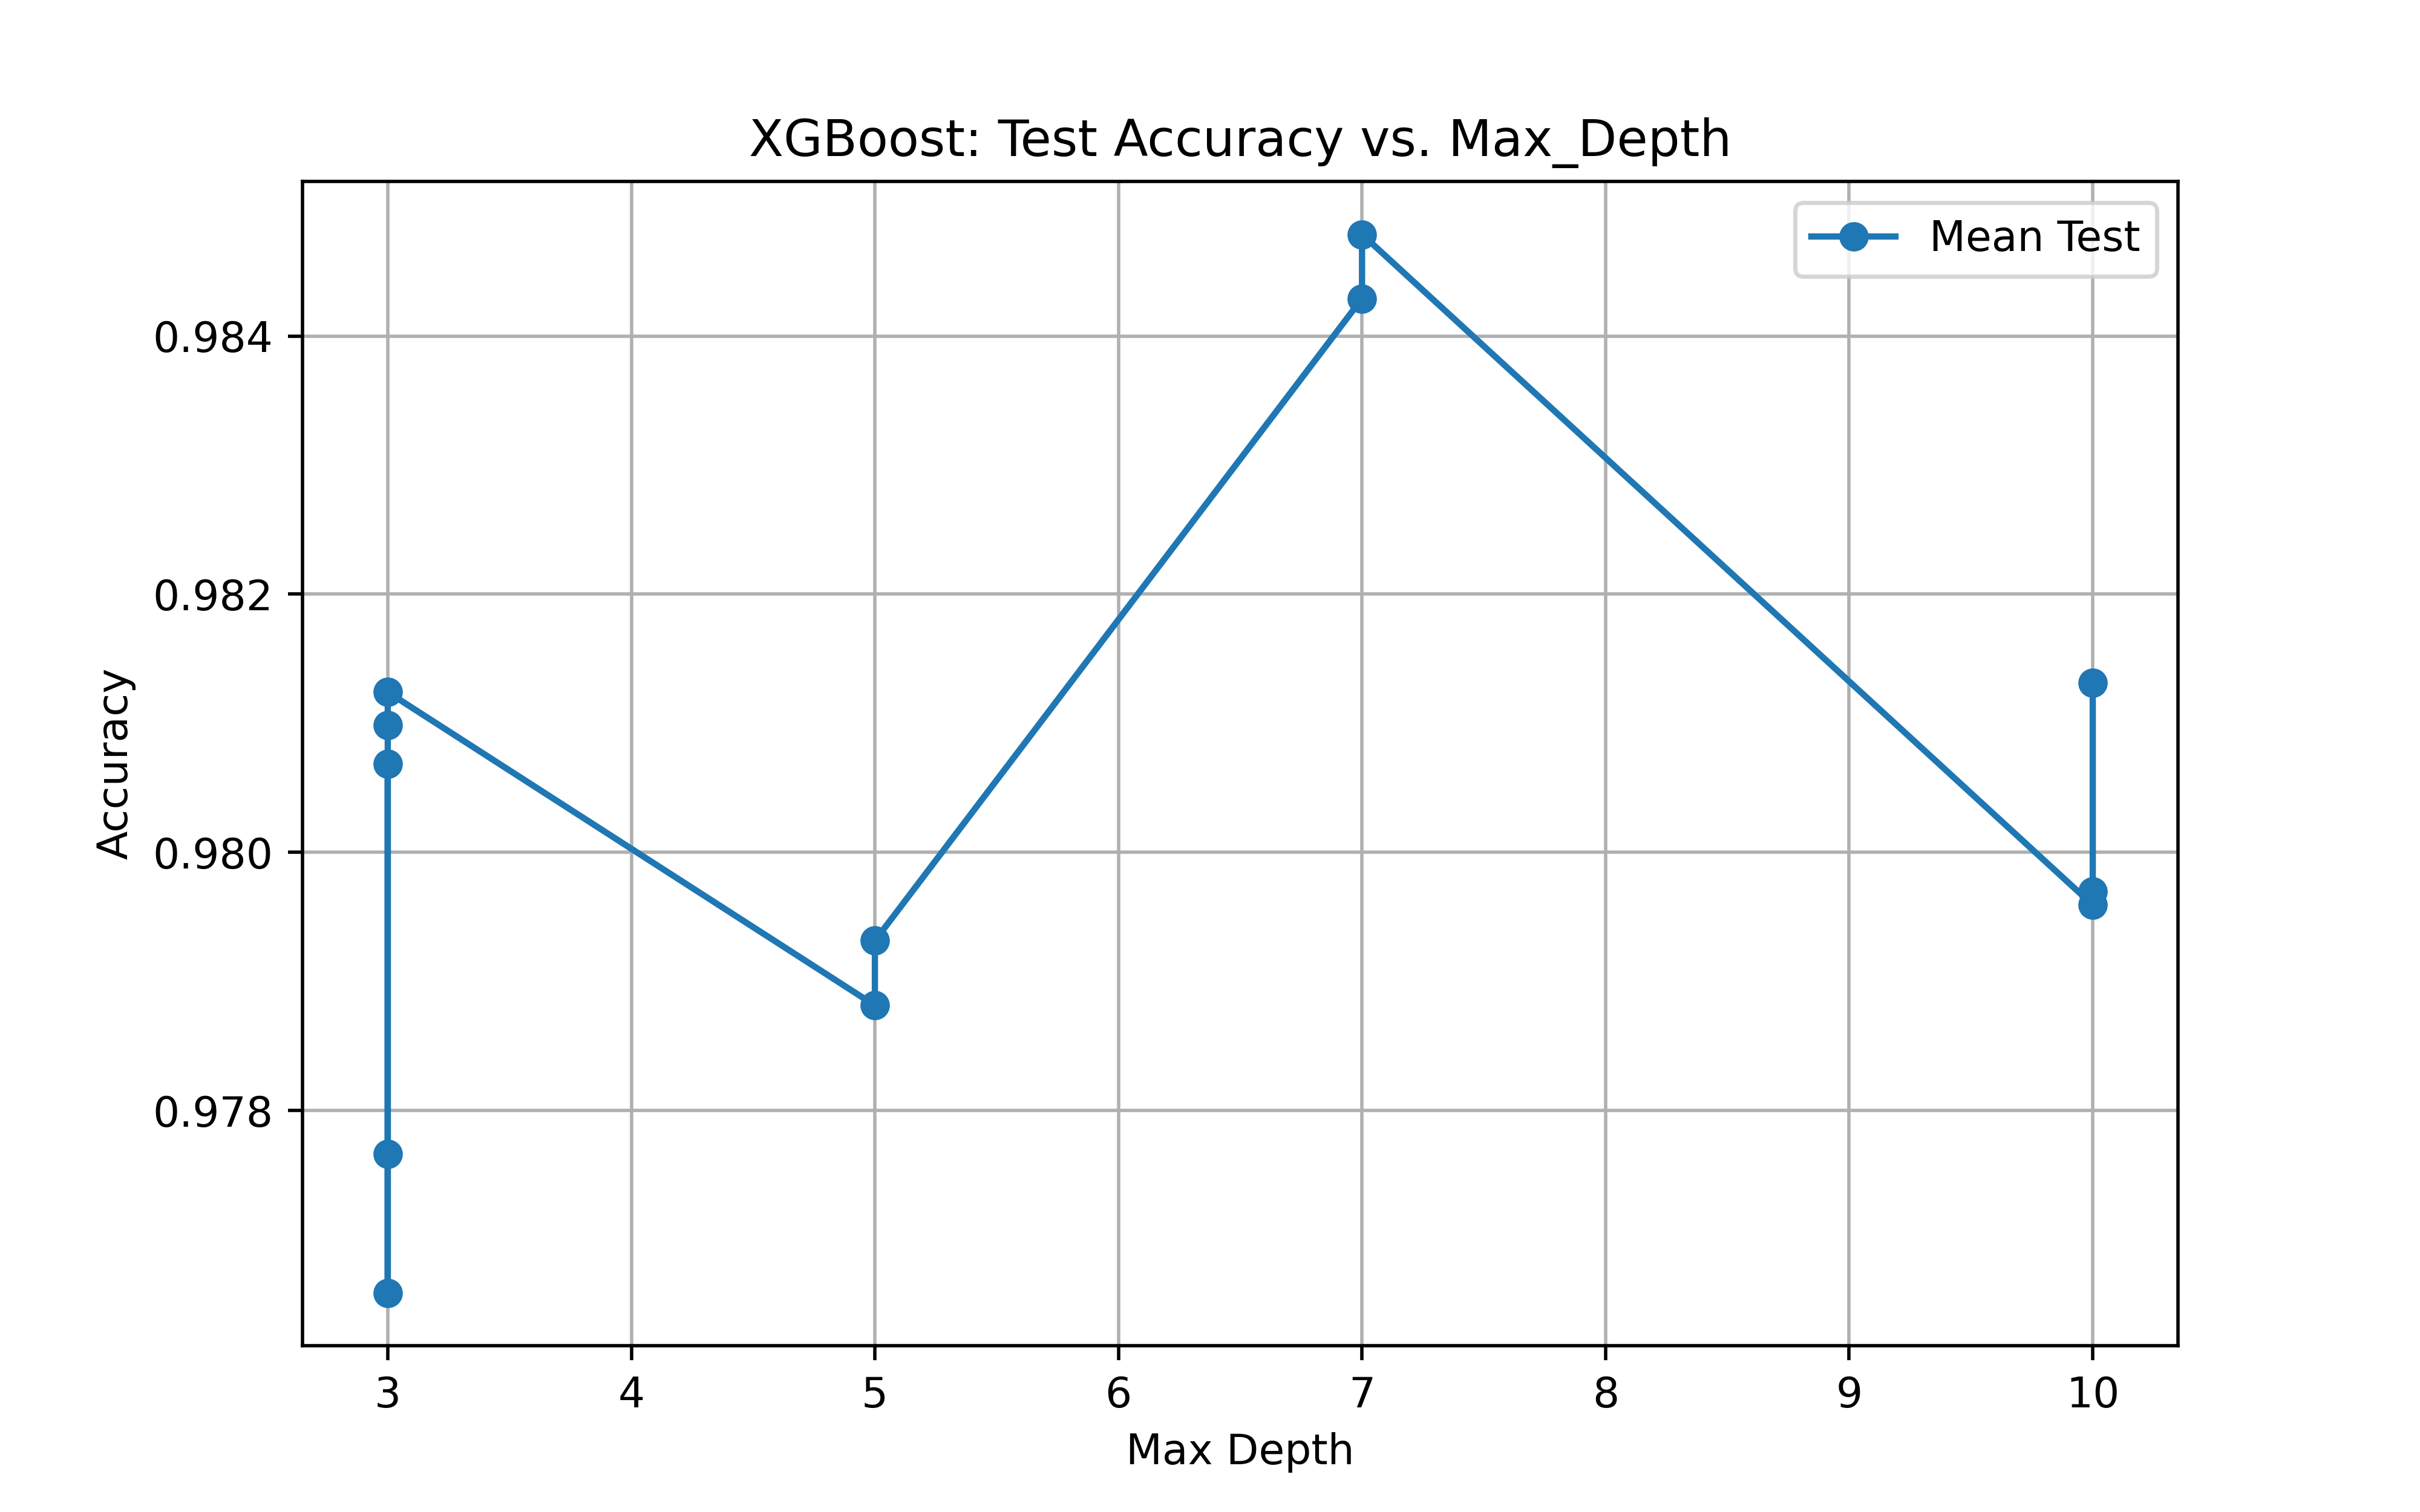 XGBoost: Test Accuracy vs. Max_Depth
Mean Test
Accuracy
0.984
0.982
0.980
0.978
3 4 5 6 7 8 9 10
Max Depth